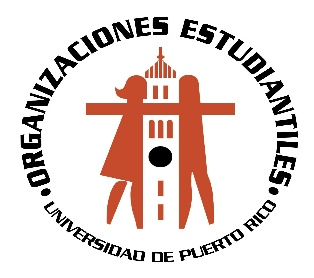 •ORGANIZACIONES ESTUDIANTILES•
UNIVERSIDAD DE PUERTO RICO